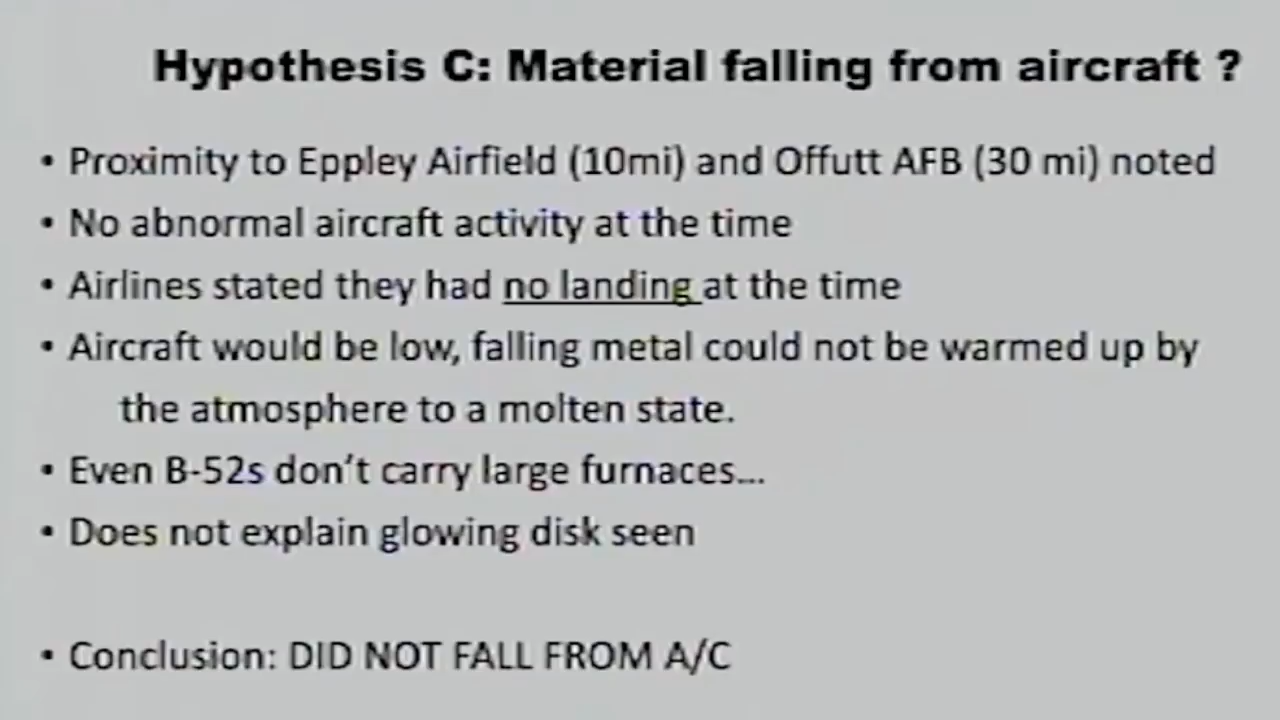 Hypothesis C: Material falling from aircraft ?
• Proximity to Eppley Airfield (10mi) and Offutt AFB (30 mi) noted
• No abnormal aircraft activity at the time
• Airlines stated they had no landing at the time
• Aircraft would be low, falling metal could not be warmed up by
the atmosphere to a molten state.
• Even B-52s don't carry large furnaces...
• Does not explain glowing disk seen
• Conclusion: DID NOT FALL FROM A/C